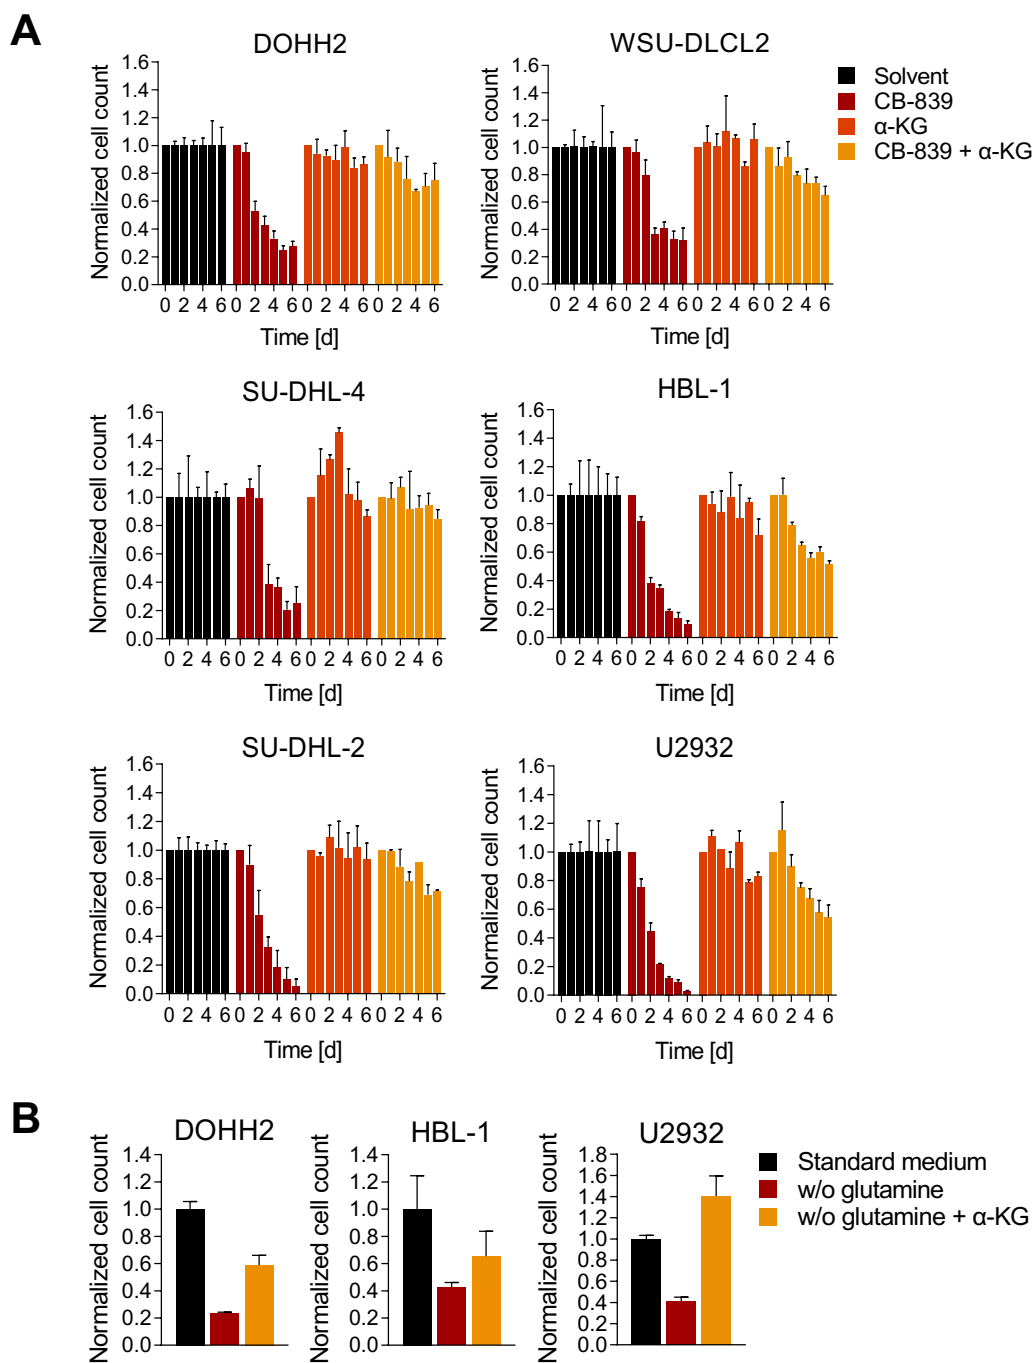 A
DOHH2
WSU-DLCL2
Solvent
CB-839
α-KG
CB-839 + α-KG
Normalized cell count
1.6
1.4
1.2
1.0
0.8
0.6
0.4
0.2
0.0
0 2 4 6 0 2 4 6 0 2 4 6 0 2 4 6
Time [d]
Normalized cell count
1.6
1.4
1.2
1.0
0.8
0.6
0.4
0.2
0.0
0 2 4 6 0 2 4 6 0 2 4 6 0 2 4 6
Time [d]
SU-DHL-4
HBL-1
Normalized cell count
1.6
1.4
1.2
1.0
0.8
0.6
0.4
0.2
0.0
0 2 4 6 0 2 4 6 0 2 4 6 0 2 4 6
Time [d]
Normalized cell count
1.6
1.4
1.2
1.0
0.8
0.6
0.4
0.2
0.0
0 2 4 6 0 2 4 6 0 2 4 6 0 2 4 6
Time [d]
SU-DHL-2
U2932
Normalized cell count
1.6
1.4
1.2
1.0
0.8
0.6
0.4
0.2
0.0
0 2 4 6 0 2 4 6 0 2 4 6 0 2 4 6
Time [d]
Normalized cell count
1.6
1.4
1.2
1.0
0.8
0.6
0.4
0.2
0.0
0 2 4 6 0 2 4 6 0 2 4 6 0 2 4 6
Time [d]
B
DOHH2
HBL-1
U2932
Standard medium
w/o glutamine
w/o glutamine + α-KG
Normalized cell count
1.4
1.2
1.0
0.8
0.6
0.4
0.2
0.0
Normalized cell count
1.4
1.2
1.0
0.8
0.6
0.4
0.2
0.0
Normalized cell count
1.8
1.6
1.4
1.2
1.0
0.8
0.6
0.4
0.2
0.0